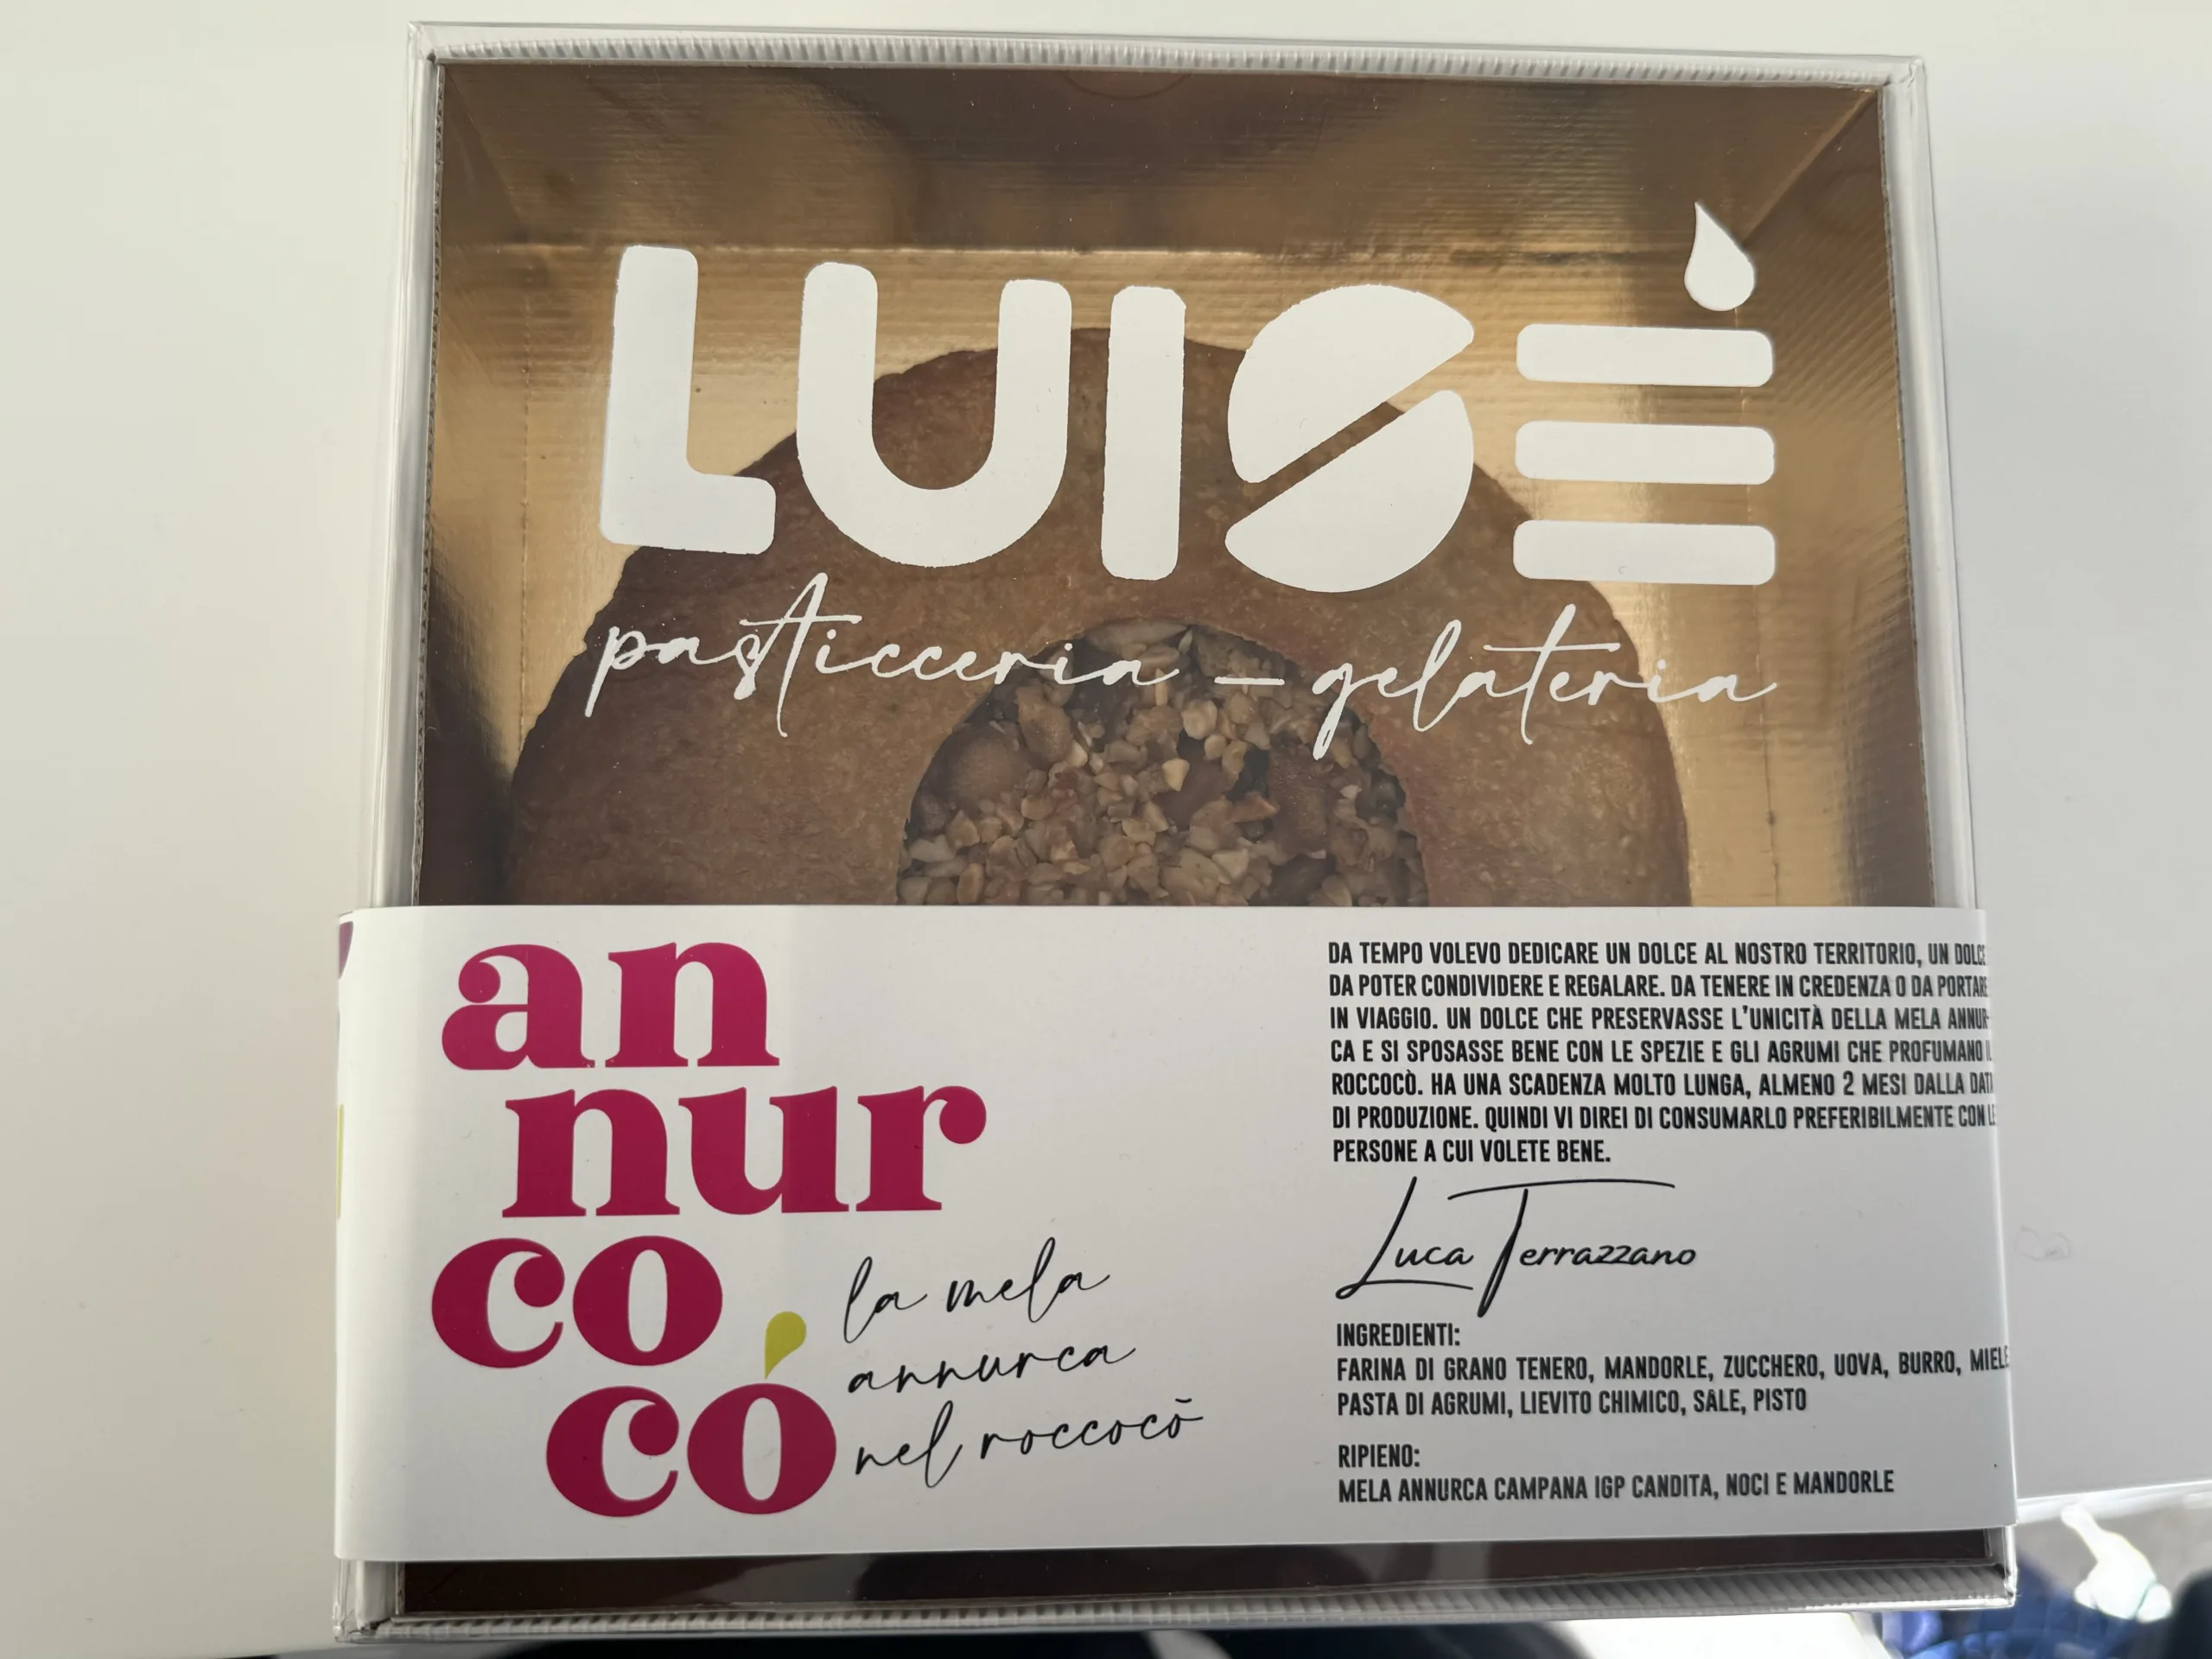 LUISÈ
pasticceria - gelateria
an
nur
co
có
la mela
annurca
nel roccocò
DA TEMPO VOLEVO DEDICARE UN DOLCE AL NOSTRO TERRITORIO, UN DOLCE
DA POTER CONDIVIDERE E REGALARE. DA TENERE IN CREDENZA O DA PORTARE
IN VIAGGIO. UN DOLCE CHE PRESERVASSE L'UNICITÀ DELLA MELA ANNUR-
CA E SI SPOSASSE BENE CON LE SPEZIE E GLI AGRUMI CHE PROFUMANO IL
ROCCOCÒ. HA UNA SCADENZA MOLTO LUNGA, ALMENO 2 MESI DALLA DATA
DI PRODUZIONE. QUINDI VI DIREI DI CONSUMARLO PREFERIBILMENTE CON LE
PERSONE A CUI VOLETE BENE.
Luca Terrazzano
INGREDIENTI:
FARINA DI GRANO TENERO, MANDORLE, ZUCCHERO, UOVA, BURRO, MIELE
PASTA DI AGRUMI, LIEVITO CHIMICO, SALE, PISTO
RIPIENO:
MELA ANNURCA CAMPANA IGP CANDITA, NOCI E MANDORLE